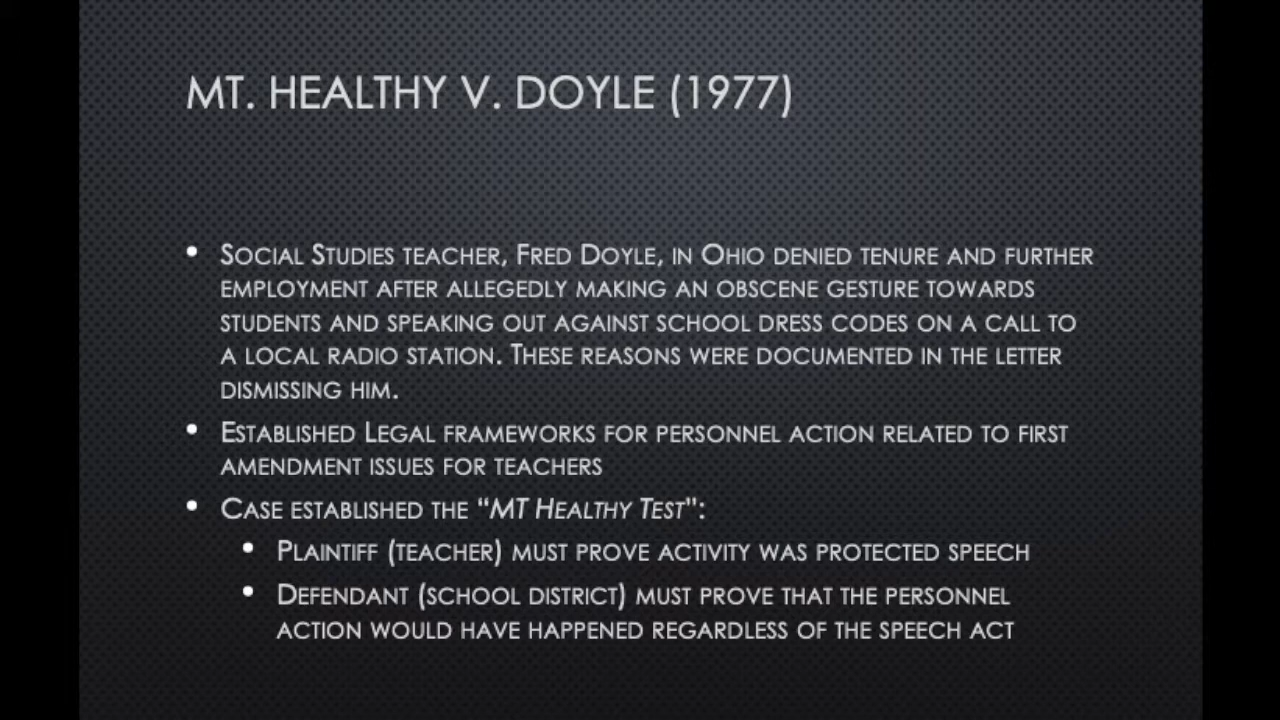 MT. HEALTHY V. DOYLE (1977)
• SOCIAL STUDIES TEACHER, FRED DOYLE, IN OHIO DENIED TENURE AND FURTHER
EMPLOYMENT AFTER ALLEGEDLY MAKING AN OBSCENE GESTURE TOWARDS
STUDENTS AND SPEAKING OUT AGAINST SCHOOL DRESS CODES ON A CALL TO
A LOCAL RADIO STATION. THESE REASONS WERE DOCUMENTED IN THE LETTER
DISMISSING HIM.
• ESTABLISHED LEGAL FRAMEWORKS FOR PERSONNEL ACTION RELATED TO FIRST
AMENDMENT ISSUES FOR TEACHERS
• CASE ESTABLISHED THE “MT HEALTHY TEST”:
• PLAINTIFF (TEACHER) MUST PROVE ACTIVITY WAS PROTECTED SPEECH
• DEFENDANT (SCHOOL DISTRICT) MUST PROVE THAT THE PERSONNEL
ACTION WOULD HAVE HAPPENED REGARDLESS OF THE SPEECH ACT